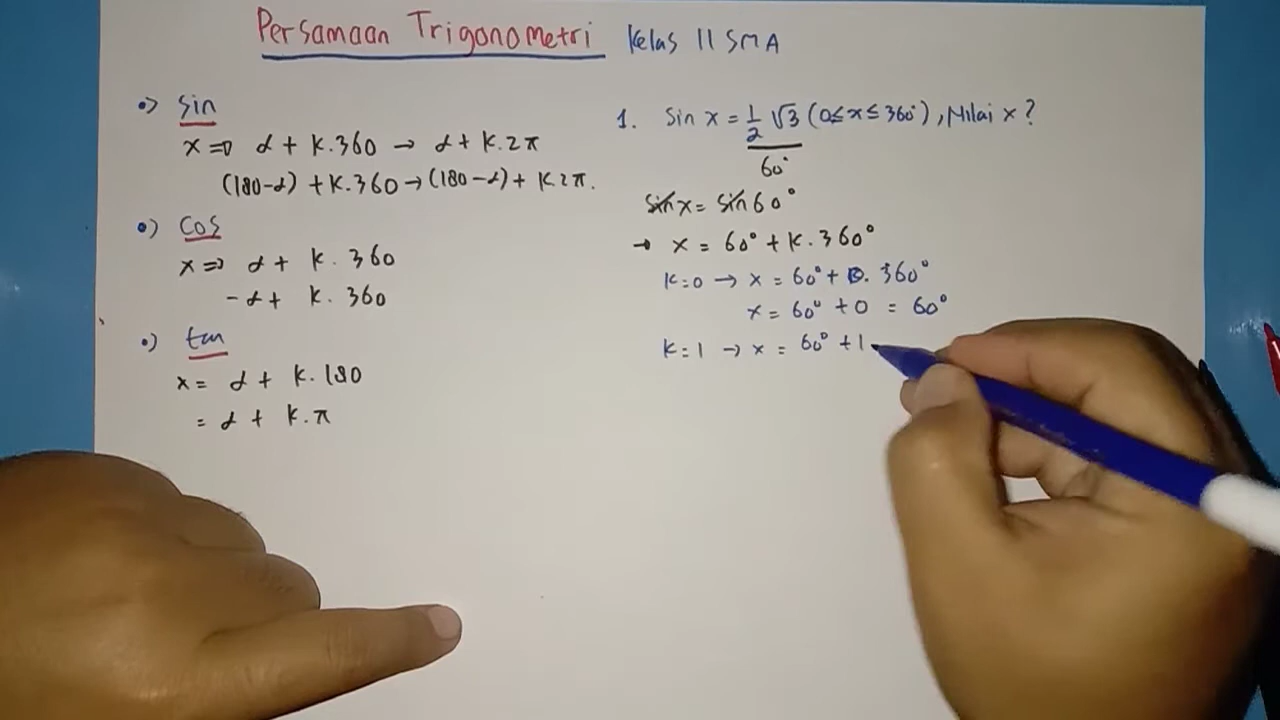 Persamaan Trigonometri Kelas 11 SMA
•) Sin
x => α + k.360 → α + k.2π
(180-α) + k.360 → (180-α) + k.2π.
•) Cos
x => α + k. 360
-α + k. 360
•) tan
x = α + k.180
= α + k.π
1. Sin x = 1/2 √3 (0≤x≤360°), Nilai x?
60°
sin x = sin 60°
→ x = 60° + k.360°
k=0 → x = 60° + 0. 360°
x = 60° + 0 = 60°
k=1 → x = 60° + 1